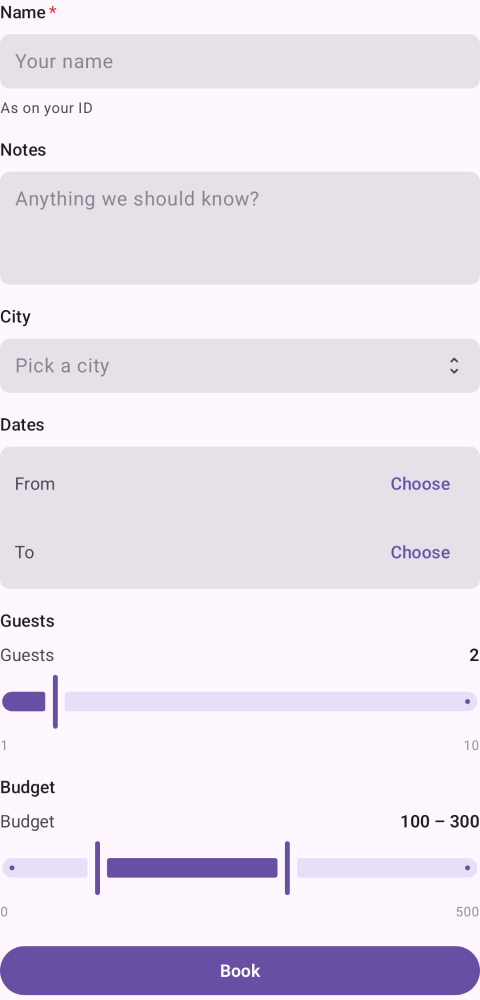 Name *
Your name
As on your ID
Notes
Anything we should know?
City
Pick a city
Dates
From Choose
To Choose
Guests
Guests 2
1 10
Budget
Budget 100 – 300
0 500
Book